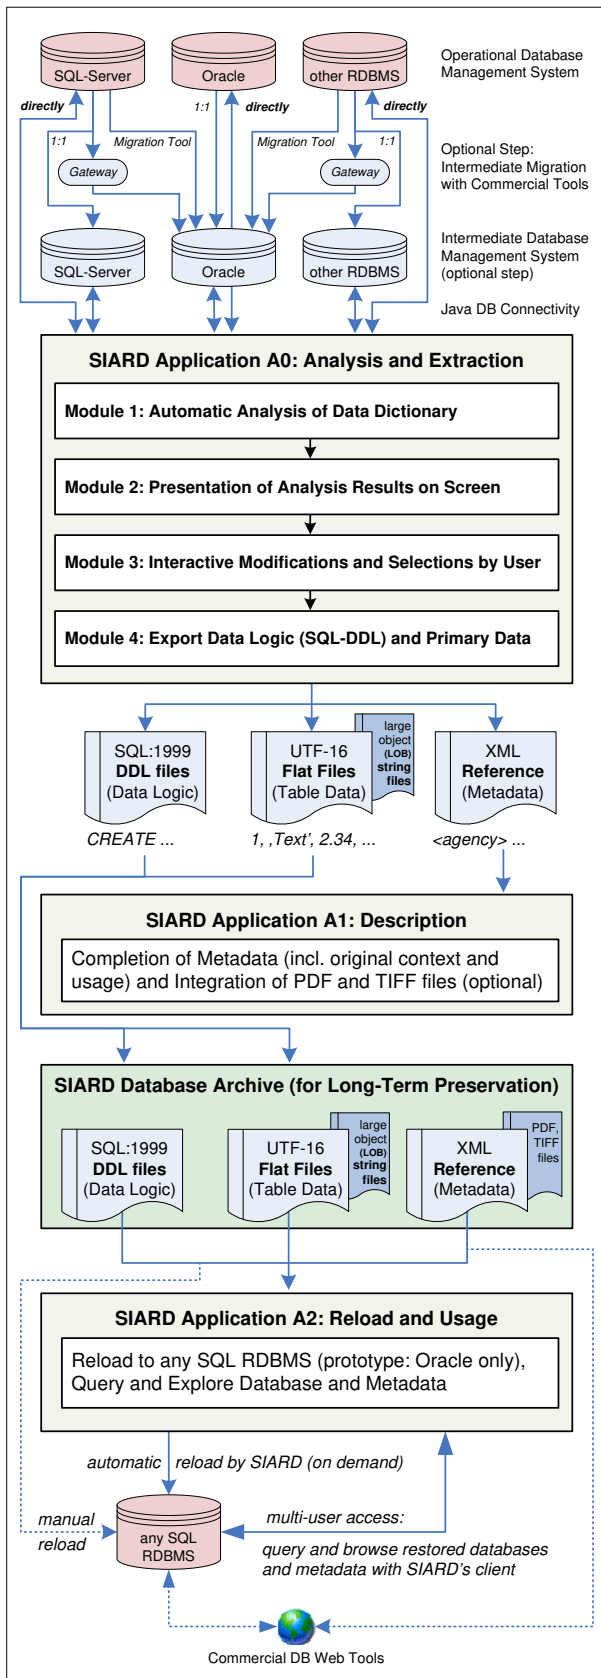 SQL-Server
Oracle
other RDBMS
Operational Database
Management System
directly
1:1
directly
directly
1:1
Migration Tool
Migration Tool
1:1
Gateway
Gateway
Optional Step:
Intermediate Migration
with Commercial Tools
SQL-Server
Oracle
other RDBMS
Intermediate Database
Management System
(optional step)
Java DB Connectivity
SIARD Application A0: Analysis and Extraction
Module 1: Automatic Analysis of Data Dictionary
Module 2: Presentation of Analysis Results on Screen
Module 3: Interactive Modifications and Selections by User
Module 4: Export Data Logic (SQL-DDL) and Primary Data
SQL:1999
DDL files
(Data Logic)
UTF-16
Flat Files
(Table Data)
large
object
(LOB)
string
files
XML
Reference
(Metadata)
CREATE ...
1, ‚Text', 2.34, ...
<agency> ...
SIARD Application A1: Description
Completion of Metadata (incl. original context and
usage) and Integration of PDF and TIFF files (optional)
SIARD Database Archive (for Long-Term Preservation)
SQL:1999
DDL files
(Data Logic)
UTF-16
Flat Files
(Table Data)
large
object
(LOB)
string
files
XML
Reference
(Metadata)
PDF,
TIFF
files
SIARD Application A2: Reload and Usage
Reload to any SQL RDBMS (prototype: Oracle only),
Query and Explore Database and Metadata
automatic reload by SIARD (on demand)
manual
reload
any SQL
RDBMS
multi-user access:
query and browse restored databases
and metadata with SIARD's client
Commercial DB Web Tools